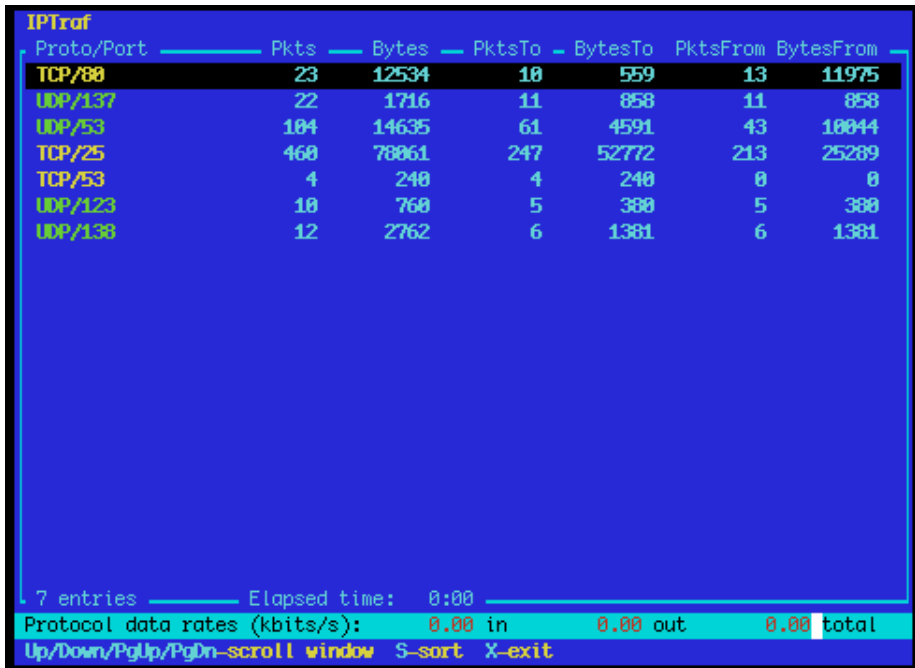 IPTraf
Proto/Port Pkts Bytes PktsTo BytesTo PktsFrom BytesFrom
TCP/80 23 12534 10 559 13 11975
UDP/137 22 1716 11 858 11 858
UDP/53 104 14635 61 4591 43 10044
TCP/25 460 78061 247 52772 213 25289
TCP/53 4 240 4 240 0 0
UDP/123 10 760 5 380 5 380
UDP/138 12 2762 6 1381 6 1381
7 entries Elapsed time: 0:00
Protocol data rates (kbits/s): 0.00 in 0.00 out 0.00 total
Up/Down/PgUp/PgDn-scroll window S-sort X-exit